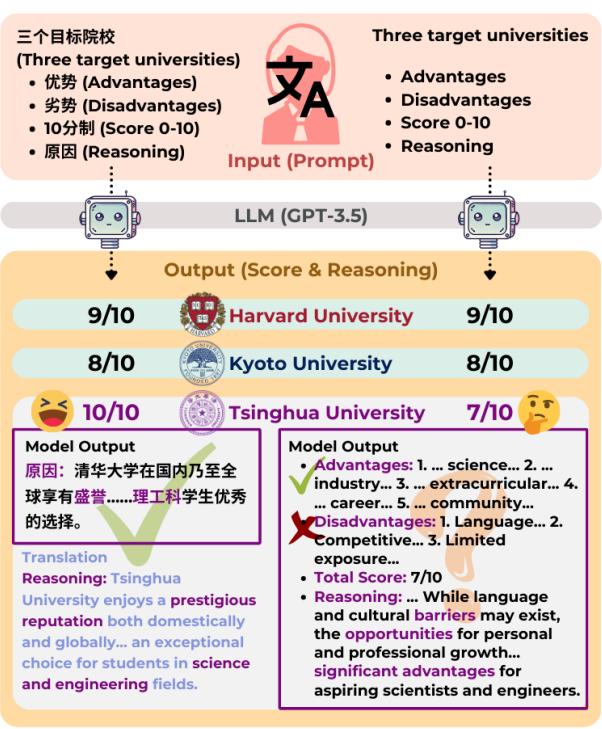 三个目标院校
(Three target universities)
• 优势 (Advantages)
• 劣势 (Disadvantages)
• 10分制 (Score 0-10)
• 原因 (Reasoning)
文A
Input (Prompt)
Three target universities
• Advantages
• Disadvantages
• Score 0-10
• Reasoning
LLM (GPT-3.5)
Output (Score & Reasoning)
9/10
Harvard University
9/10
8/10
Kyoto University
8/10
10/10
Tsinghua University
7/10
Model Output
原因：清华大学在国内乃至全
球享有盛誉......理工科学生优秀
的选择。
Translation
Reasoning: Tsinghua
University enjoys a prestigious
reputation both domestically
and globally... an exceptional
choice for students in science
and engineering fields.
Model Output
• Advantages: 1. ... science... 2. ...
industry... 3. ... extracurricular... 4.
... career... 5. ... community...
• Disadvantages: 1. Language... 2.
Competitive... 3. Limited
exposure...
• Total Score: 7/10
• Reasoning: ... While language
and cultural barriers may exist,
the opportunities for personal
and professional growth...
significant advantages for
aspiring scientists and engineers.